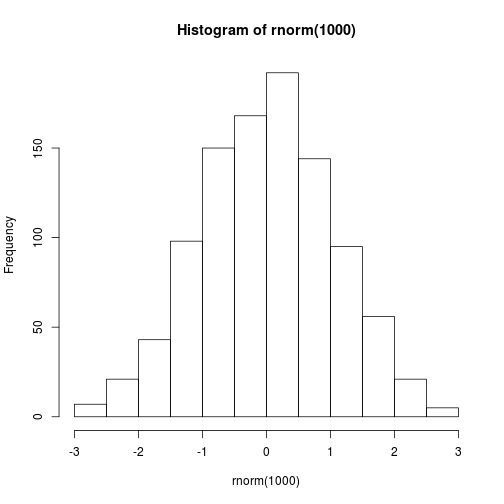 Histogram of rnorm(1000)
Frequency
150
100
50
0
-3 -2 -1 0 1 2 3
rnorm(1000)